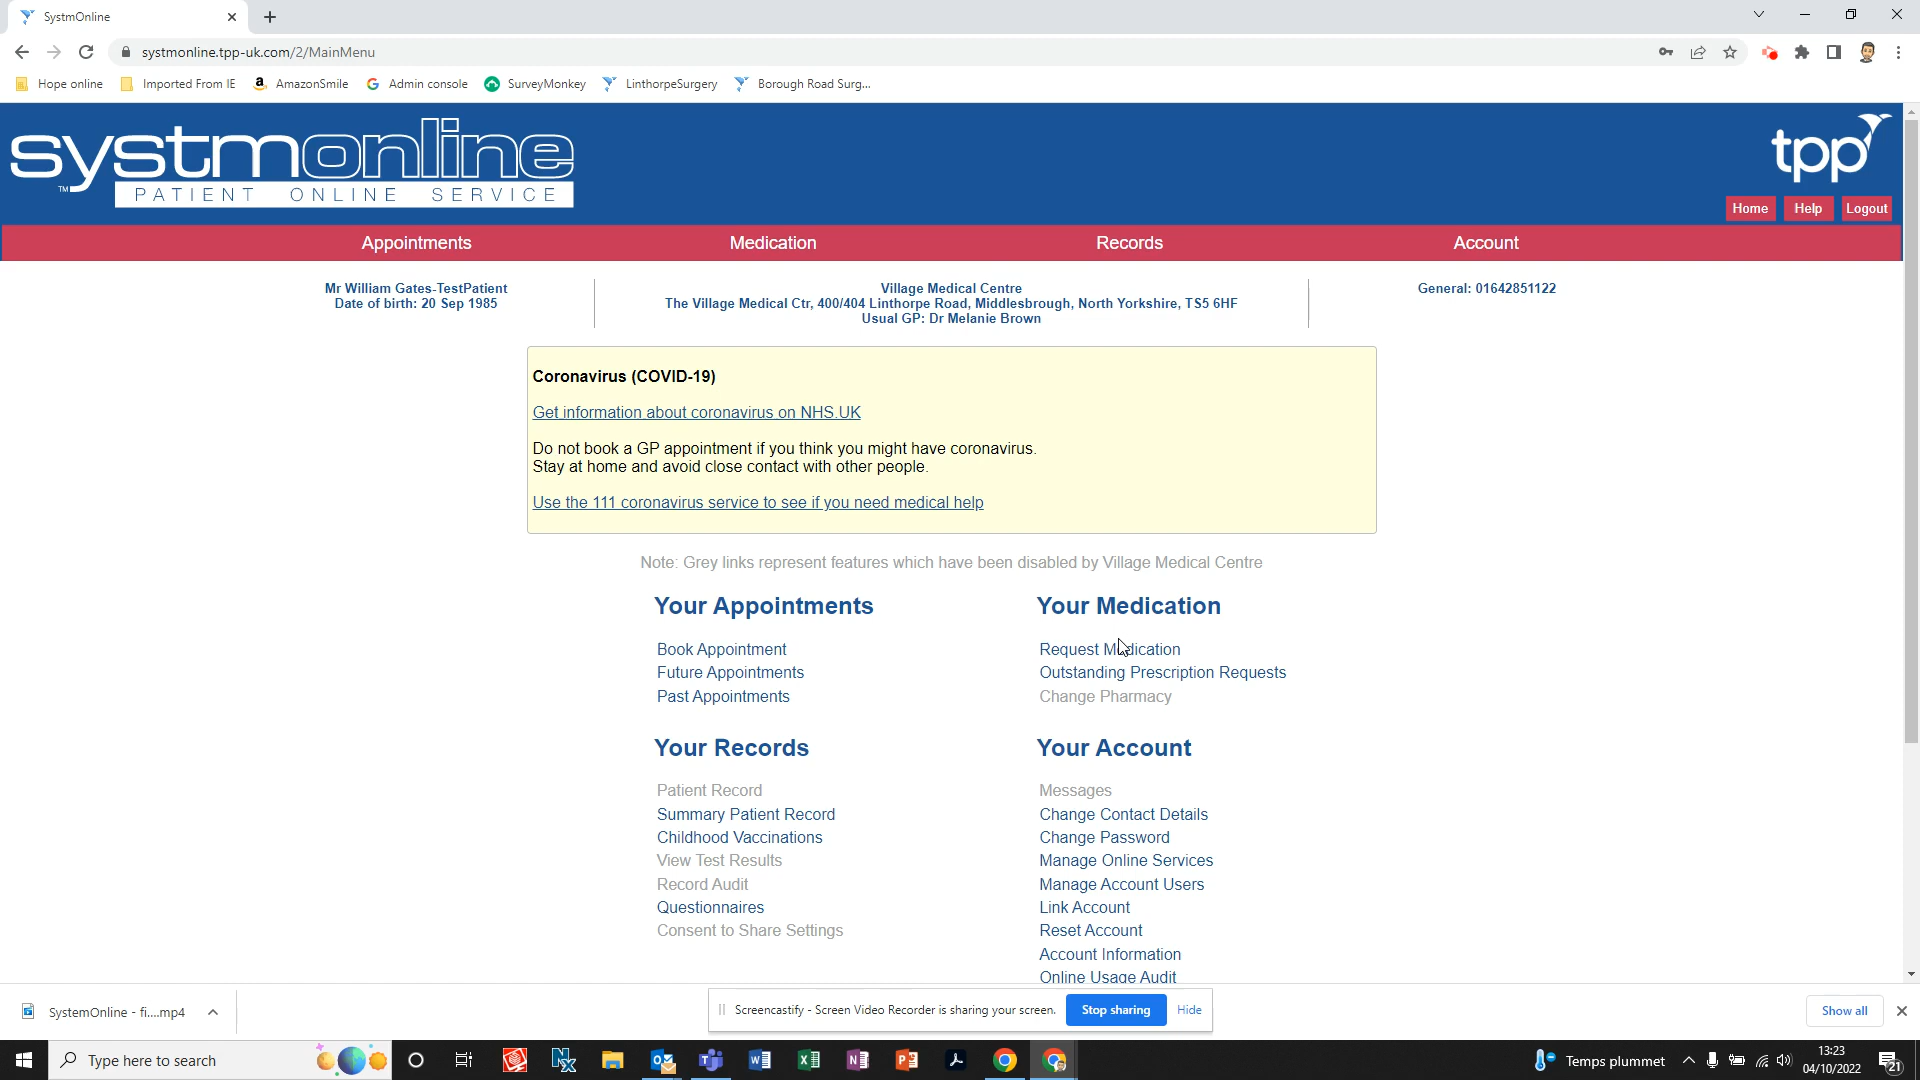 SystmOnline
systmonline.tpp-uk.com/2/MainMenu
Hope online
Imported From IE
AmazonSmile
Admin console
SurveyMonkey
LinthorpeSurgery
Borough Road Surg...
systmonline
TM
PATIENT ONLINE SERVICE
tpp
Home Help Logout
Appointments Medication Records Account
Mr William Gates-TestPatient
Date of birth: 20 Sep 1985
Village Medical Centre
The Village Medical Ctr, 400/404 Linthorpe Road, Middlesbrough, North Yorkshire, TS5 6HF
Usual GP: Dr Melanie Brown
General: 01642851122
Coronavirus (COVID-19)
Get information about coronavirus on NHS.UK
Do not book a GP appointment if you think you might have coronavirus.
Stay at home and avoid close contact with other people.
Use the 111 coronavirus service to see if you need medical help
Note: Grey links represent features which have been disabled by Village Medical Centre
Your Appointments
Book Appointment
Future Appointments
Past Appointments
Your Medication
Request Medication
Outstanding Prescription Requests
Change Pharmacy
Your Records
Patient Record
Summary Patient Record
Childhood Vaccinations
View Test Results
Record Audit
Questionnaires
Consent to Share Settings
Your Account
Messages
Change Contact Details
Change Password
Manage Online Services
Manage Account Users
Link Account
Reset Account
Account Information
Online Usage Audit
SystemOnline - fi....mp4
Screencastify - Screen Video Recorder is sharing your screen.
Stop sharing
Hide
Show all
Type here to search
Temps plummet
13:23
04/10/2022
21